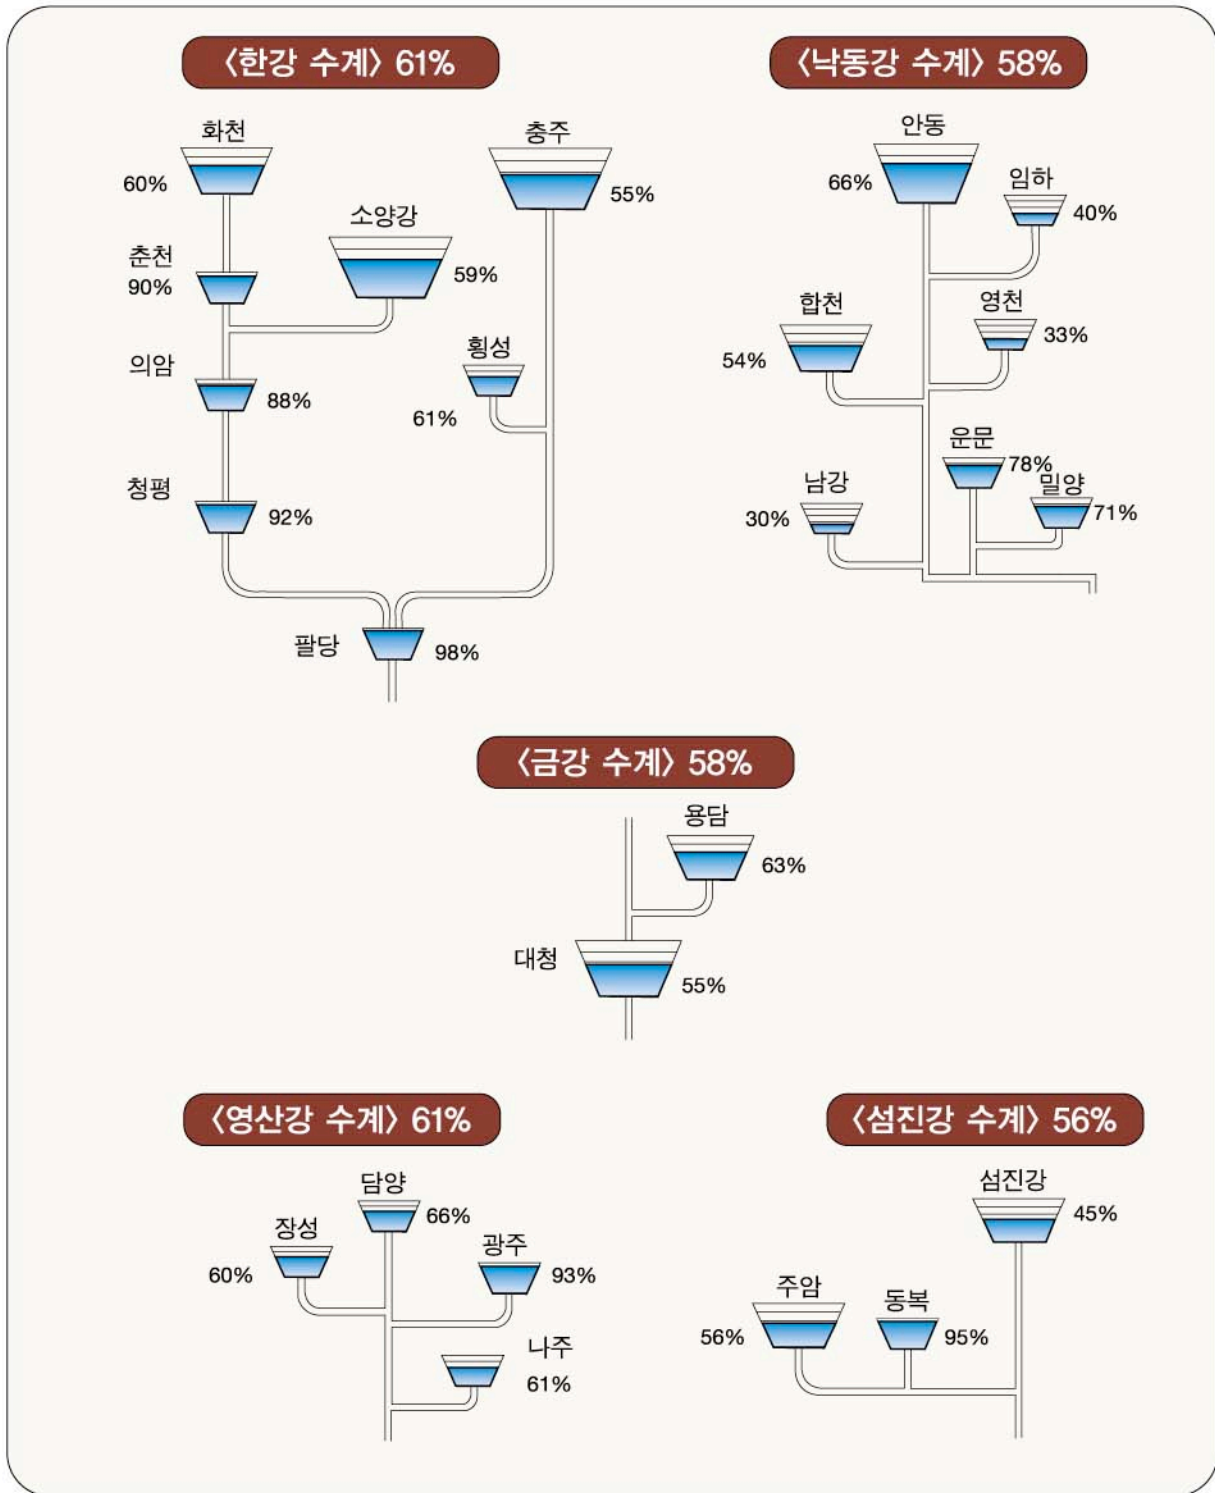 〈한강 수계〉 61%
화천
60%
충주
55%
소양강
59%
춘천
90%
의암
88%
횡성
61%
청평
92%
팔당
98%
〈낙동강 수계〉 58%
안동
66%
임하
40%
합천
54%
영천
33%
운문
78%
남강
30%
밀양
71%
〈금강 수계〉 58%
용담
63%
대청
55%
〈영산강 수계〉 61%
담양
66%
장성
60%
광주
93%
나주
61%
〈섬진강 수계〉 56%
섬진강
45%
주암
56%
동복
95%